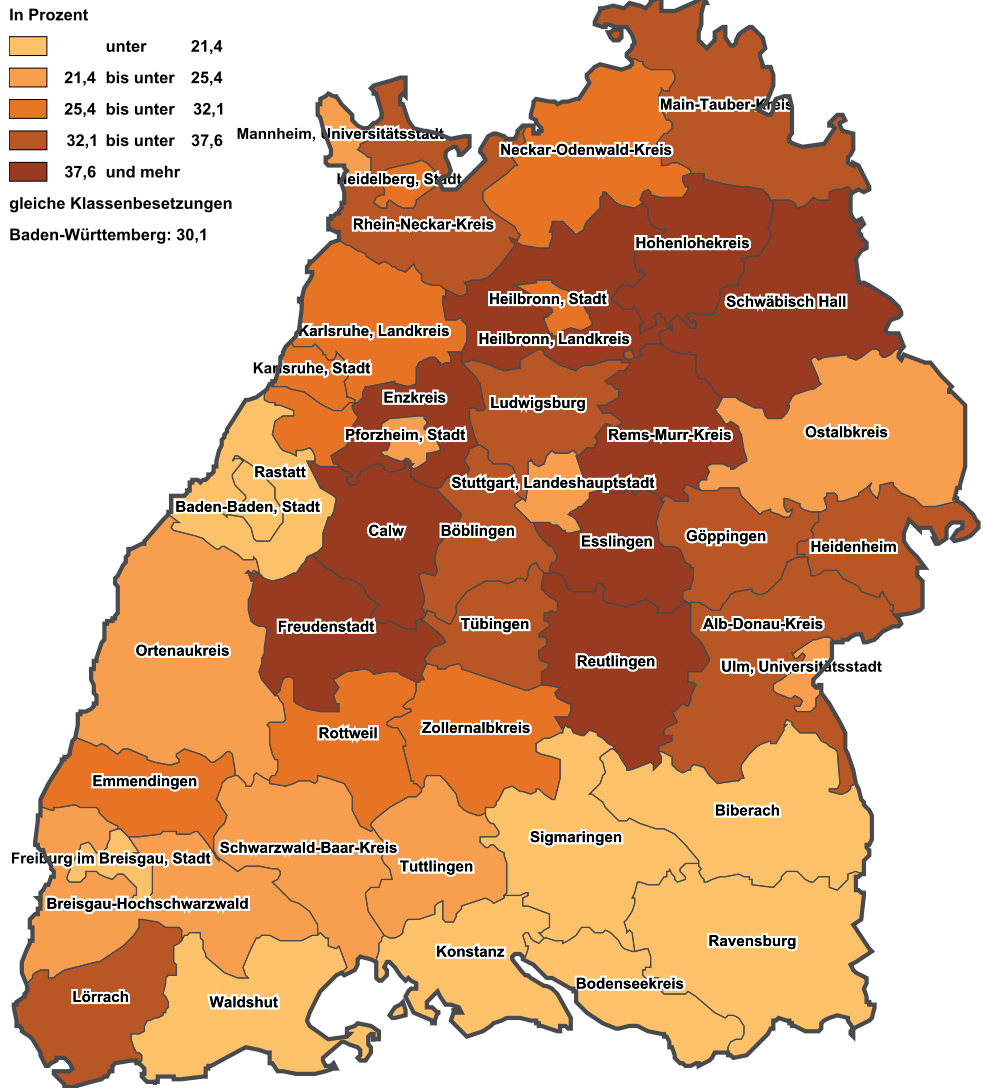 In Prozent
unter 21,4
21,4 bis unter 25,4
25,4 bis unter 32,1
32,1 bis unter 37,6
37,6 und mehr
gleiche Klassenbesetzungen
Baden-Württemberg: 30,1
Main-Tauber-Kreis
Mannheim, Universitätsstadt
Neckar-Odenwald-Kreis
Heidelberg, Stadt
Rhein-Neckar-Kreis
Hohenlohekreis
Heilbronn, Stadt
Schwäbisch Hall
Karlsruhe, Landkreis
Heilbronn, Landkreis
Karlsruhe, Stadt
Enzkreis
Ludwigsburg
Pforzheim, Stadt
Rems-Murr-Kreis
Ostalbkreis
Rastatt
Stuttgart, Landeshauptstadt
Baden-Baden, Stadt
Calw
Böblingen
Esslingen
Göppingen
Heidenheim
Freudenstadt
Tübingen
Alb-Donau-Kreis
Ortenaukreis
Reutlingen
Ulm, Universitätsstadt
Rottweil
Zollernalbkreis
Emmendingen
Biberach
Sigmaringen
Schwarzwald-Baar-Kreis
Freiburg im Breisgau, Stadt
Tuttlingen
Breisgau-Hochschwarzwald
Ravensburg
Konstanz
Bodenseekreis
Lörrach
Waldshut